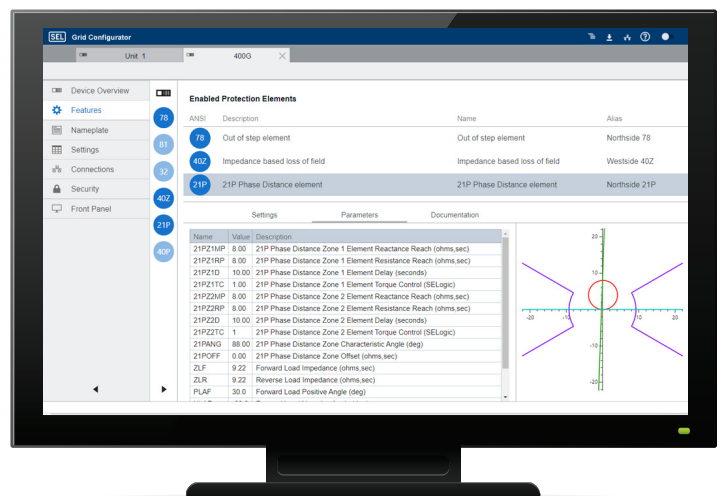 SEL Grid Configurator
Unit 1
400G
Device Overview
Features
Nameplate
Settings
Connections
Security
Front Panel
78
81
32
40Z
21P
40P
Enabled Protection Elements
ANSI Description Name Alias
78 Out of step element Out of step element Northside 78
40Z Impedance based loss of field Impedance based loss of field Westside 40Z
21P 21P Phase Distance element 21P Phase Distance element Northside 21P
Settings Parameters Documentation
Name Value Description
21PZ1MP 8.00 21P Phase Distance Zone 1 Element Reactance Reach (ohms,sec)
21PZ1RP 8.00 21P Phase Distance Zone 1 Element Resistance Reach (ohms,sec)
21PZ1D 10.00 21P Phase Distance Zone 1 Element Delay (seconds)
21PZ1TC 1.00 21P Phase Distance Zone 1 Element Torque Control (SELogic)
21PZ2MP 8.00 21P Phase Distance Zone 2 Element Reactance Reach (ohms,sec)
21PZ2RP 8.00 21P Phase Distance Zone 2 Element Resistance Reach (ohms,sec)
21PZ2D 10.00 21P Phase Distance Zone 2 Element Delay (seconds)
21PZ2TC 1 21P Phase Distance Zone 2 Element Torque Control (SELogic)
21PANG 88.00 21P Phase Distance Zone Characteristic Angle (deg)
21POFF 0.00 21P Phase Distance Zone Offset (ohms,sec)
ZLF 9.22 Forward Load Impedance (ohms,sec)
ZLR 9.22 Reverse Load Impedance (ohms,sec)
PLAF 30.0 Forward Load Positive Angle (deg)
20
10
-20 -10 10 20
-10
-20